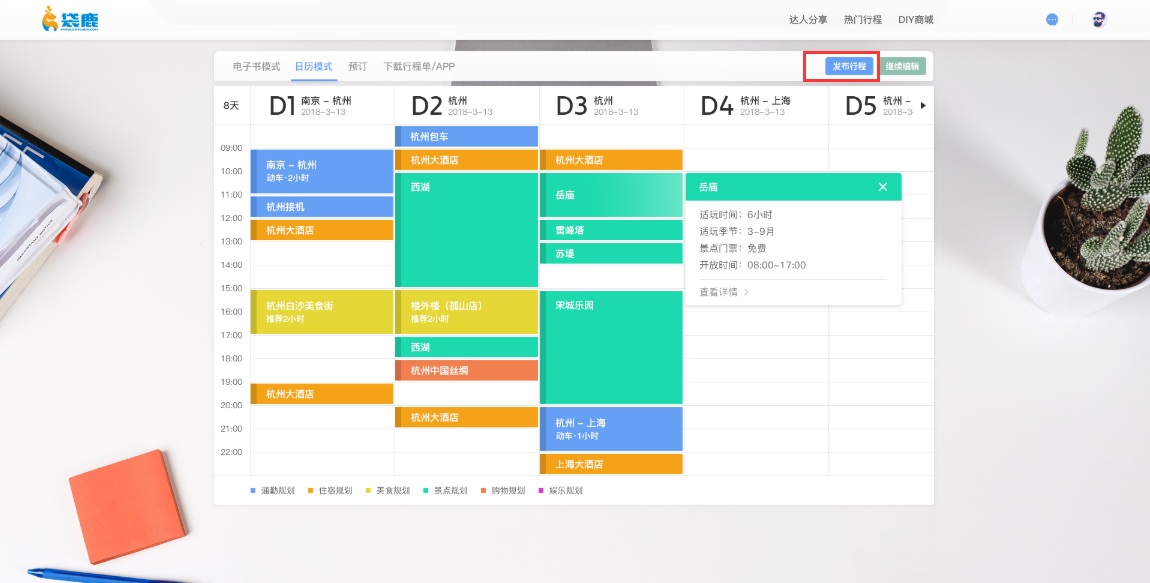 袋鹿
达人分享 热门行程 DIY商城
电子书模式 日历模式 预订 下载行程单/APP
发布行程 继续编辑
8天
D1 南京 - 杭州
2018-3-13
D2 杭州
2018-3-13
D3 杭州
2018-3-13
D4 杭州 - 上海
2018-3-13
D5 杭州 -
2018-3-
09:00
10:00
11:00
12:00
13:00
14:00
15:00
16:00
17:00
18:00
19:00
20:00
21:00
22:00
南京 - 杭州
动车·2小时
杭州接机
杭州大酒店
杭州白沙美食街
推荐2小时
杭州大酒店
杭州包车
杭州大酒店
西湖
楼外楼（孤山店）
推荐2小时
西湖
杭州中国丝绸
杭州大酒店
杭州大酒店
岳庙
雷峰塔
苏堤
宋城乐园
杭州 - 上海
动车·1小时
上海大酒店
岳庙
适玩时间：6小时
适玩季节：3-9月
景点门票：免费
开放时间：08:00-17:00
查看详情
通勤规划 住宿规划 美食规划 景点规划 购物规划 娱乐规划